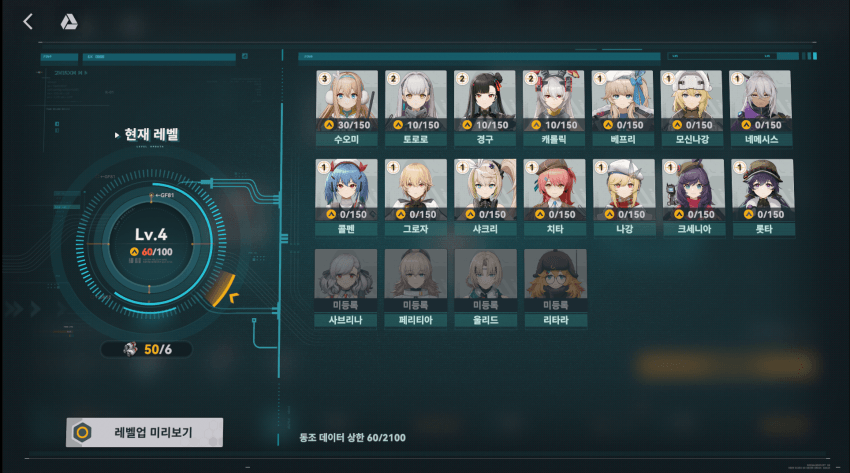 현재 레벨
GFB1
Lv.4
60/100
50/6
레벨업 미리보기
3
30/150
수오미
2
10/150
토로로
2
10/150
경구
2
10/150
캐롤릭
1
0/150
베프리
1
0/150
모신나강
1
0/150
네메시스
1
0/150
콜펜
1
0/150
그로자
1
0/150
샤크리
1
0/150
치타
1
0/150
나강
1
0/150
크세니아
1
0/150
롯타
미등록
사브리나
미등록
페리티아
미등록
울리드
미등록
리타라
동조 데이터 상한 60/2100